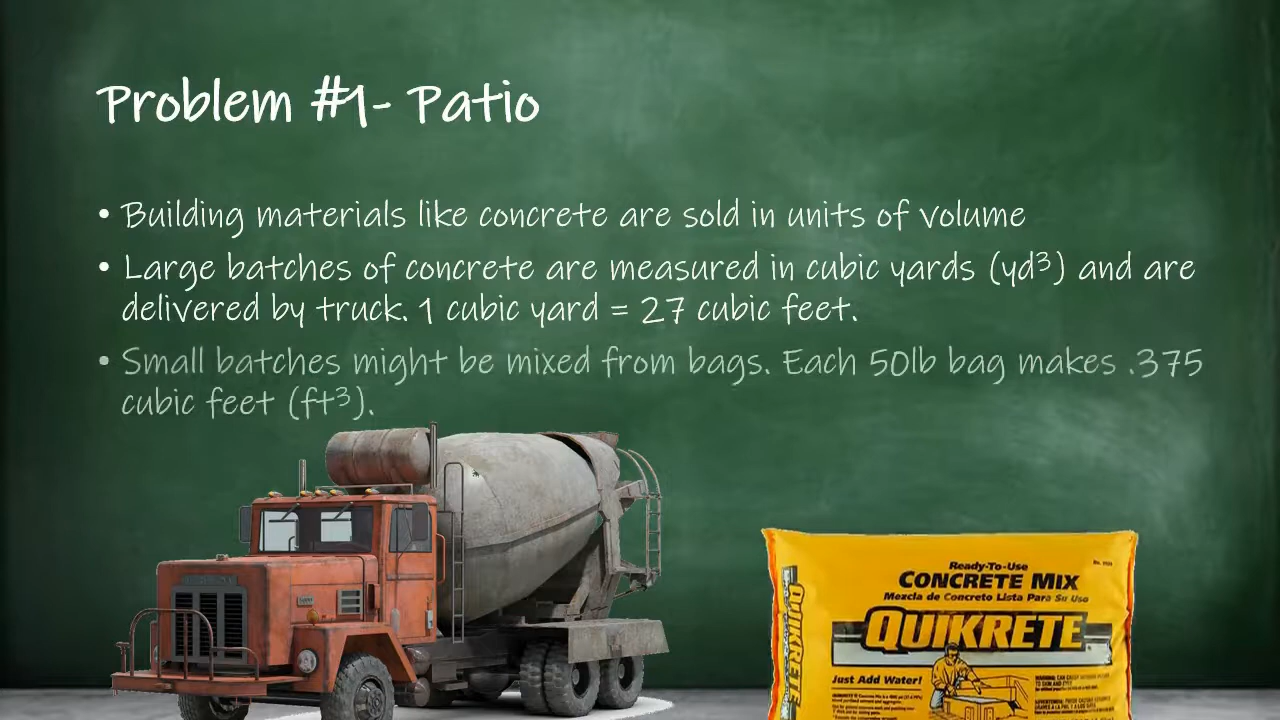 Problem #1- Patio
• Building materials like concrete are sold in units of volume
• Large batches of concrete are measured in cubic yards (yd³) and are
delivered by truck. 1 cubic yard = 27 cubic feet.
• Small batches might be mixed from bags. Each 50lb bag makes .375
cubic feet (ft³).
Ready-To-Use
CONCRETE MIX
Mezcla de Concreto Lista Para Su Uso
QUIKRETE
QUIKRETE
Just Add Water!